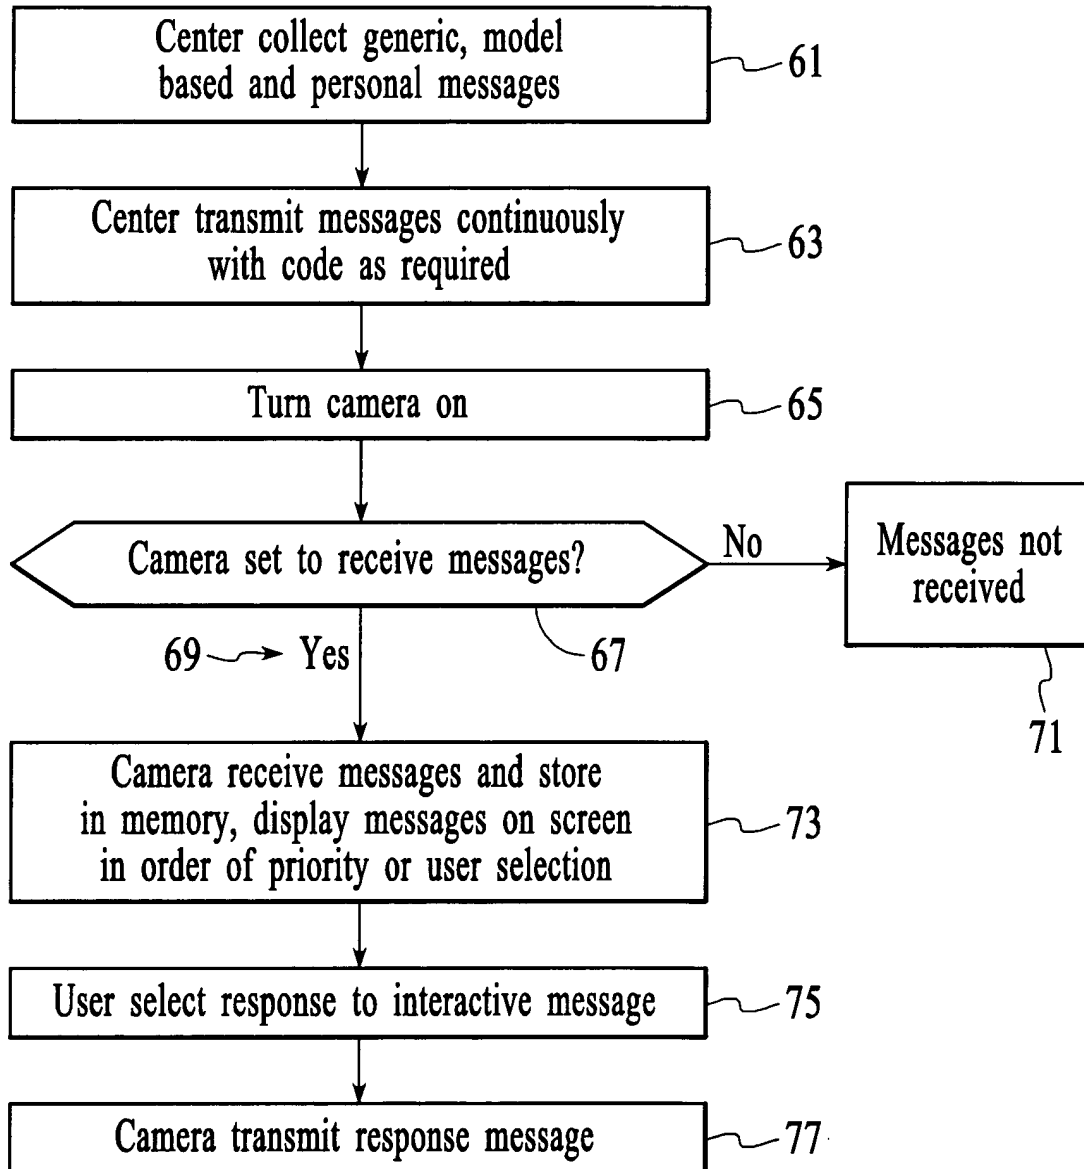 Center collect generic, model
based and personal messages
61
Center transmit messages continuously
with code as required
63
Turn camera on
65
Camera set to receive messages?
No
Messages not
received
69
Yes
67
71
Camera receive messages and store
in memory, display messages on screen
in order of priority or user selection
73
User select response to interactive message
75
Camera transmit response message
77